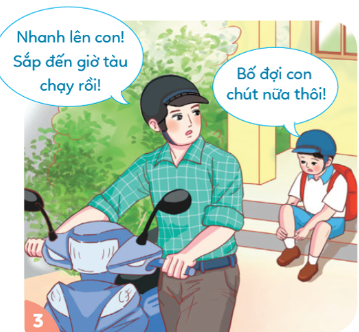 Nhanh lên con!
Sắp đến giờ tàu
chạy rồi!
Bố đợi con
chút nữa thôi!
3